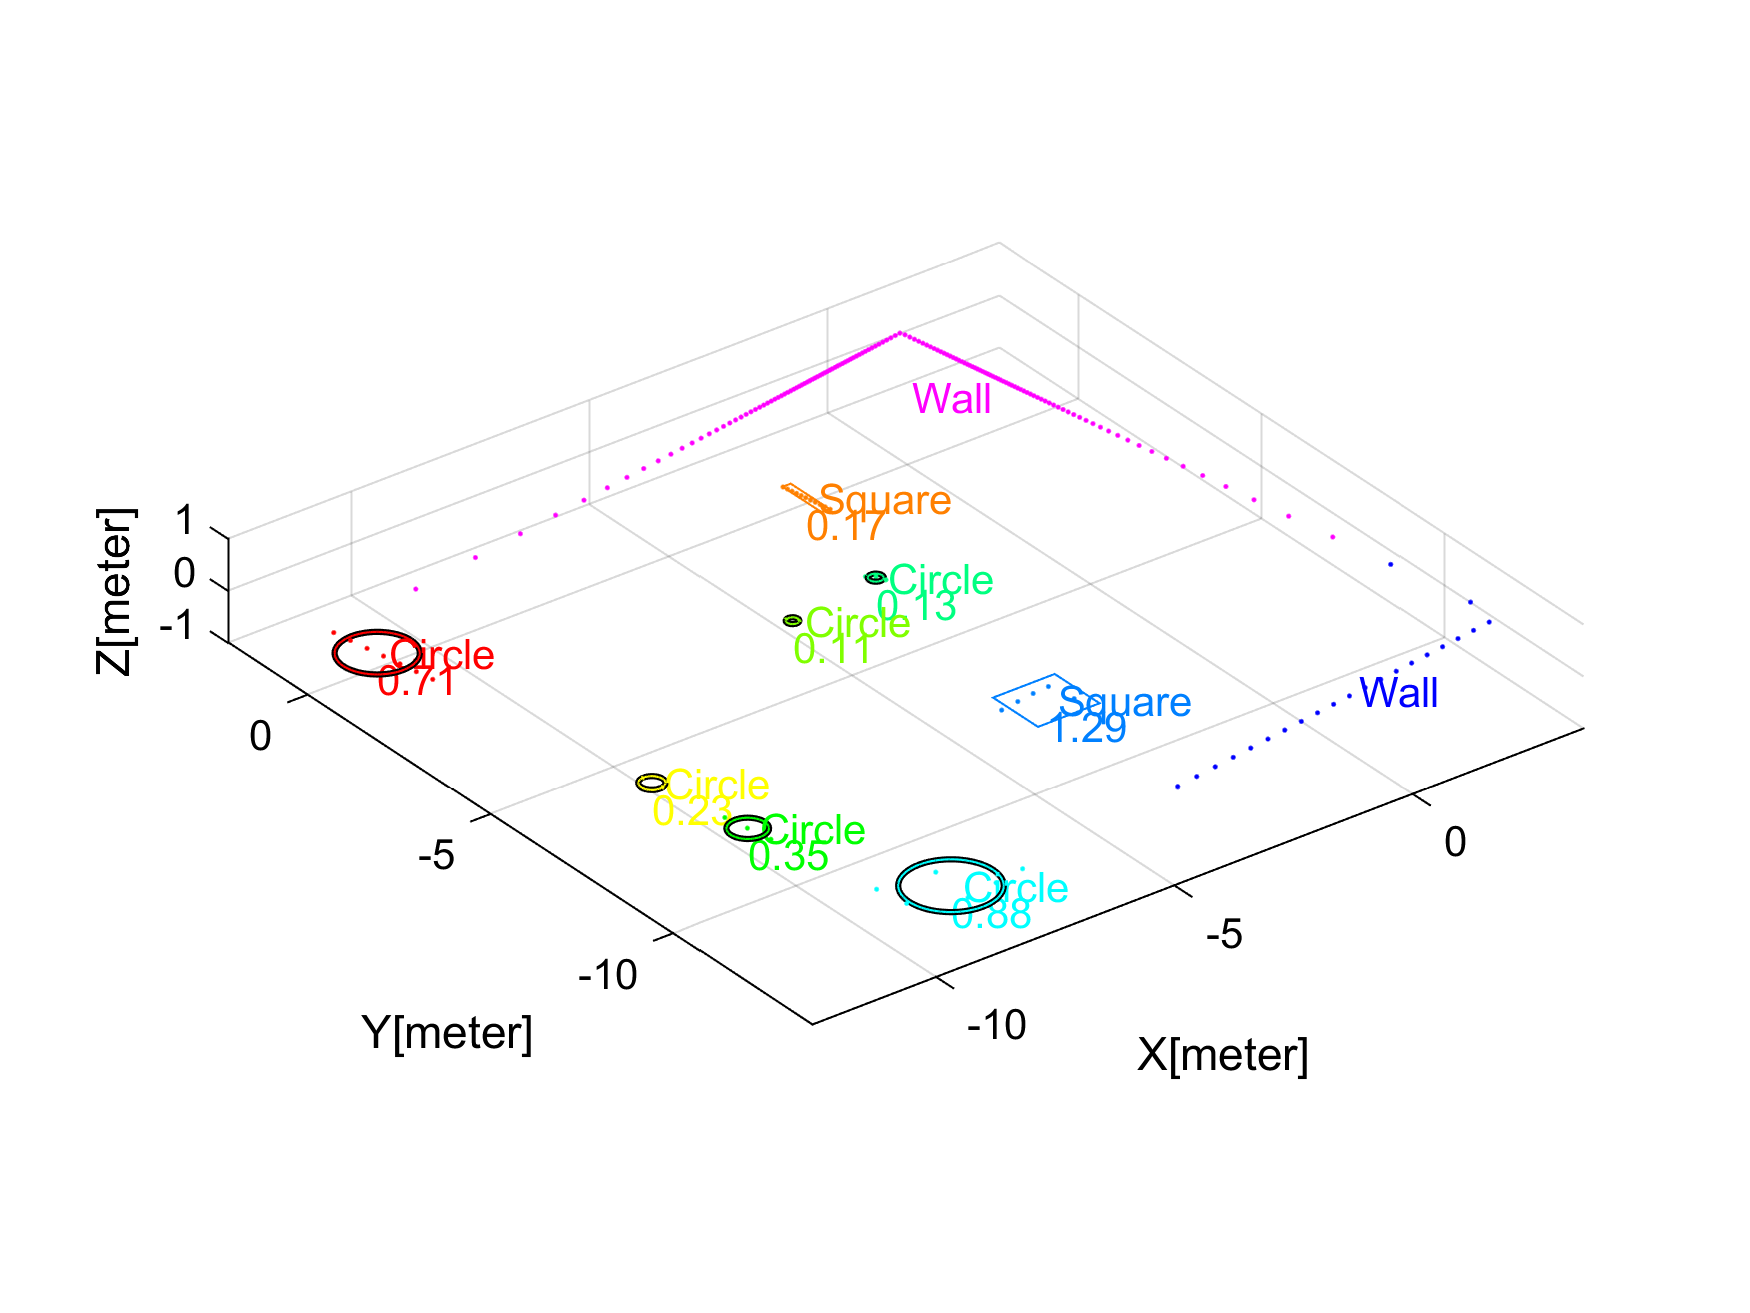 Wall
Square
0.17
1
0
-1
Z[meter]
Circle
0.13
Circle
0.11
Circle
0.71
Wall
Square
1.29
0
Circle
0.23
Circle
0.35
0
-5
Circle
0.88
-5
-10
-10
Y[meter]
X[meter]